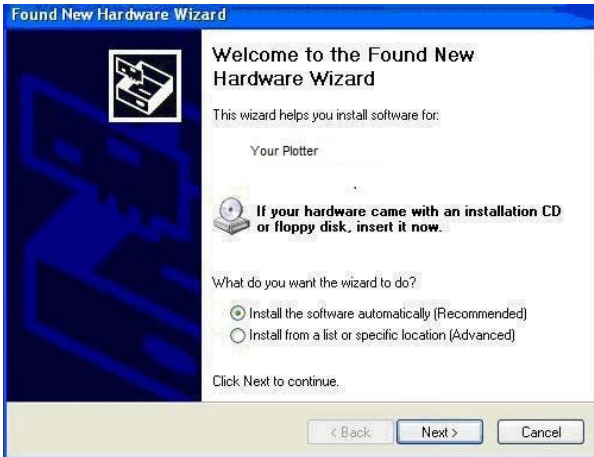 Found New Hardware Wizard
Welcome to the Found New
Hardware Wizard
This wizard helps you install software for:
Your Plotter
If your hardware came with an installation CD
or floppy disk, insert it now.
What do you want the wizard to do?
Install the software automatically (Recommended)
Install from a list or specific location (Advanced)
Click Next to continue.
< Back Next > Cancel